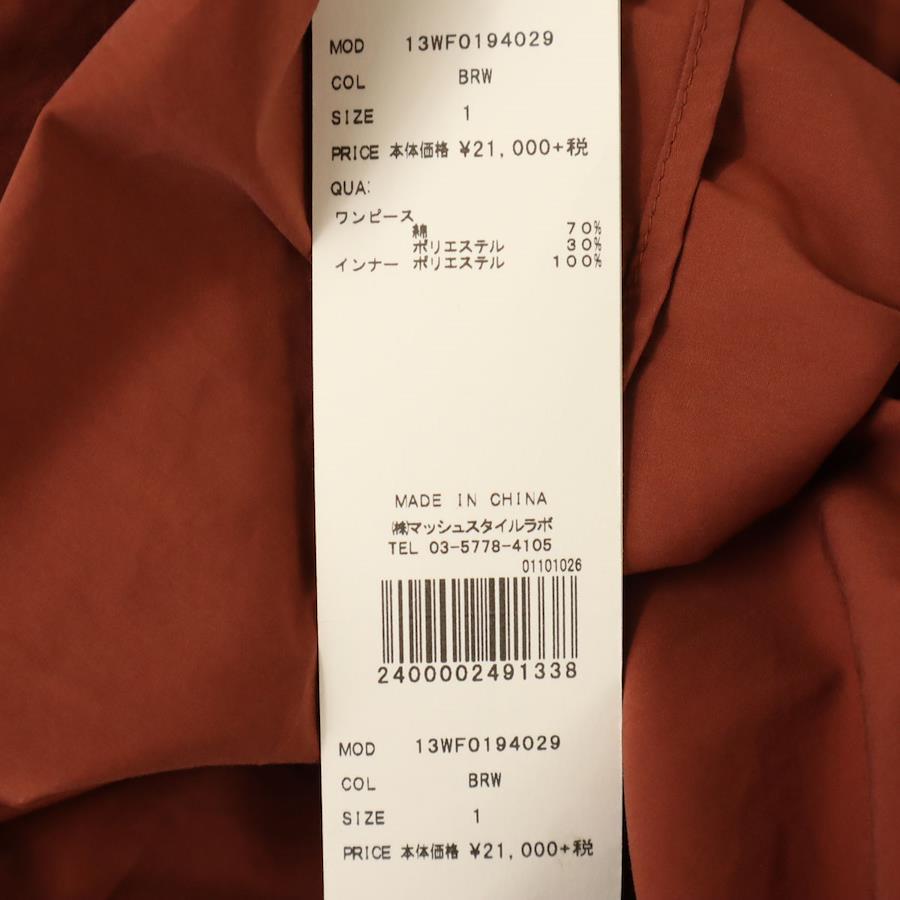 MOD 13WF0194029
COL BRW
SIZE 1
PRICE 本体価格 ¥21,000+税
QUA:
ワンピース
綿 70%
ポリエステル 30%
インナー ポリエステル 100%
MADE IN CHINA
㈱マッシュスタイルラボ
TEL 03-5778-4105
01101026
2400002491338
MOD 13WF0194029
COL BRW
SIZE 1
PRICE 本体価格 ¥21,000+税